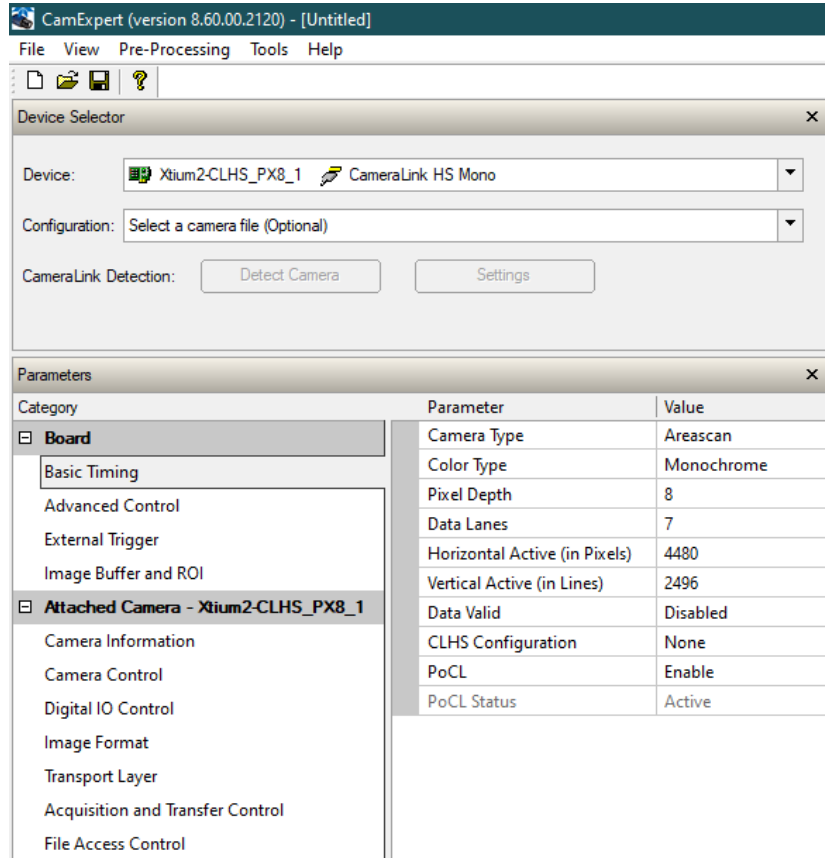 CamExpert (version 8.60.00.2120) - [Untitled]
File View Pre-Processing Tools Help
Device Selector
Device: Xtium2-CLHS_PX8_1 CameraLink HS Mono
Configuration: Select a camera file (Optional)
CameraLink Detection: Detect Camera Settings
Parameters
Category
Board
Basic Timing
Advanced Control
External Trigger
Image Buffer and ROI
Attached Camera - Xtium2-CLHS_PX8_1
Camera Information
Camera Control
Digital IO Control
Image Format
Transport Layer
Acquisition and Transfer Control
File Access Control
Parameter Value
Camera Type Areascan
Color Type Monochrome
Pixel Depth 8
Data Lanes 7
Horizontal Active (in Pixels) 4480
Vertical Active (in Lines) 2496
Data Valid Disabled
CLHS Configuration None
PoCL Enable
PoCL Status Active